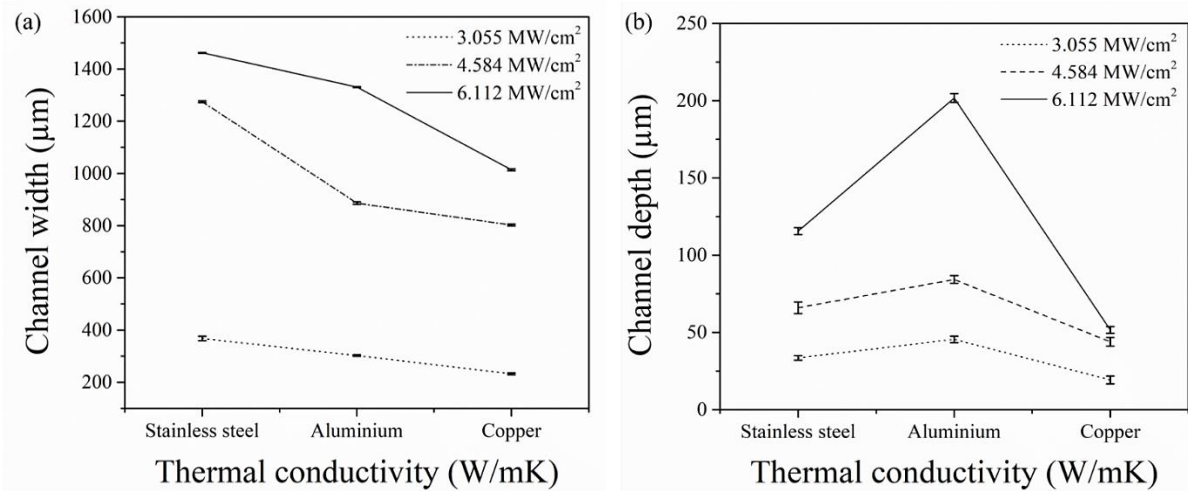 (a)
1600
1400
1200
1000
800
600
400
200
Channel width (μm)
3.055 MW/cm²
4.584 MW/cm²
6.112 MW/cm²
Stainless steel
Aluminium
Copper
Thermal conductivity (W/mK)
(b)
250
200
150
100
50
0
Channel depth (μm)
3.055 MW/cm²
4.584 MW/cm²
6.112 MW/cm²
Stainless steel
Aluminium
Copper
Thermal conductivity (W/mK)